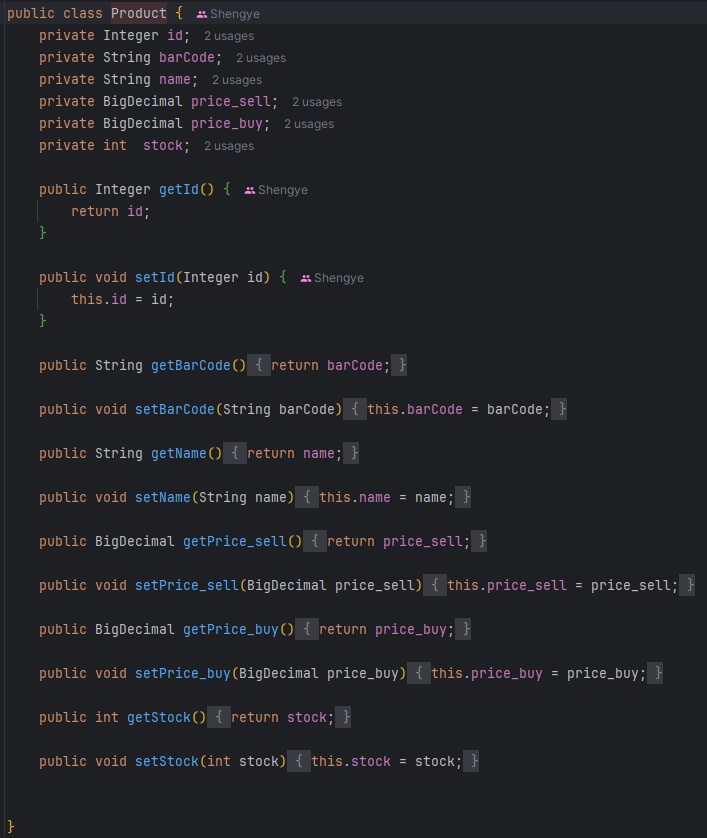 public class Product { Shengye
private Integer id; 2 usages
private String barCode; 2 usages
private String name; 2 usages
private BigDecimal price_sell; 2 usages
private BigDecimal price_buy; 2 usages
private int  stock; 2 usages
public Integer getId() { Shengye
return id;
}
public void setId(Integer id) { Shengye
this.id = id;
}
public String getBarCode() { return barCode; }
public void setBarCode(String barCode) { this.barCode = barCode; }
public String getName() { return name; }
public void setName(String name) { this.name = name; }
public BigDecimal getPrice_sell() { return price_sell; }
public void setPrice_sell(BigDecimal price_sell) { this.price_sell = price_sell; }
public BigDecimal getPrice_buy() { return price_buy; }
public void setPrice_buy(BigDecimal price_buy) { this.price_buy = price_buy; }
public int getStock() { return stock; }
public void setStock(int stock) { this.stock = stock; }
}